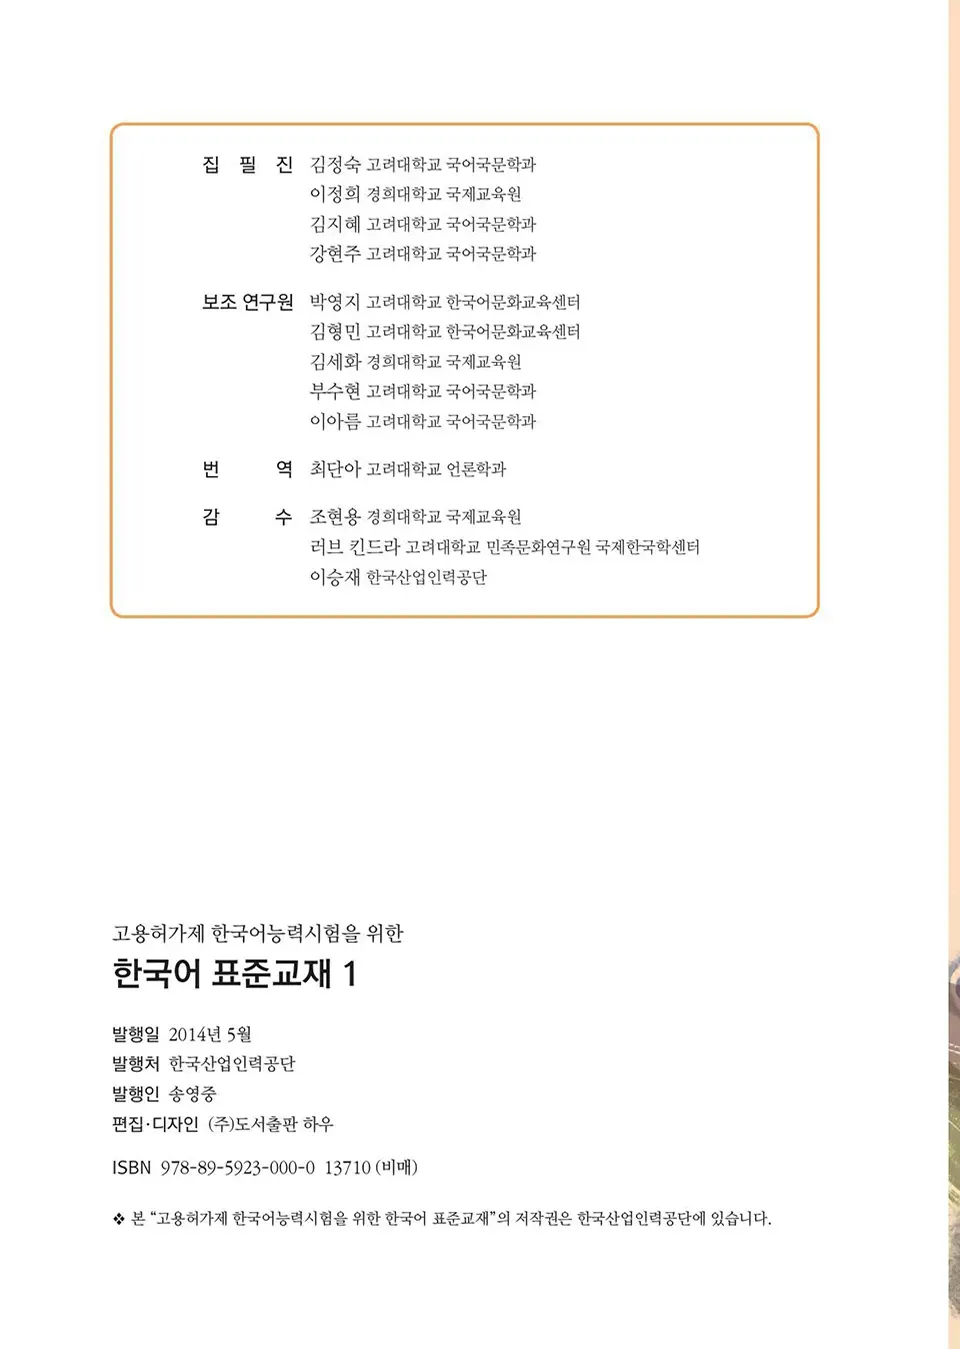 집 필 진 김정숙 고려대학교 국어국문학과
이정희 경희대학교 국제교육원
김지혜 고려대학교 국어국문학과
강현주 고려대학교 국어국문학과
보조 연구원 박영지 고려대학교 한국어문화교육센터
김형민 고려대학교 한국어문화교육센터
김세화 경희대학교 국제교육원
부수현 고려대학교 국어국문학과
이아름 고려대학교 국어국문학과
번 역 최단아 고려대학교 언론학과
감 수 조현용 경희대학교 국제교육원
러브 킨드라 고려대학교 민족문화연구원 국제한국학센터
이승재 한국산업인력공단
고용허가제 한국어능력시험을 위한
한국어 표준교재 1
발행일 2014년 5월
발행처 한국산업인력공단
발행인 송영중
편집·디자인 (주)도서출판 하우
ISBN 978-89-5923-000-0 13710 (비매)
❖ 본 “고용허가제 한국어능력시험을 위한 한국어 표준교재”의 저작권은 한국산업인력공단에 있습니다.